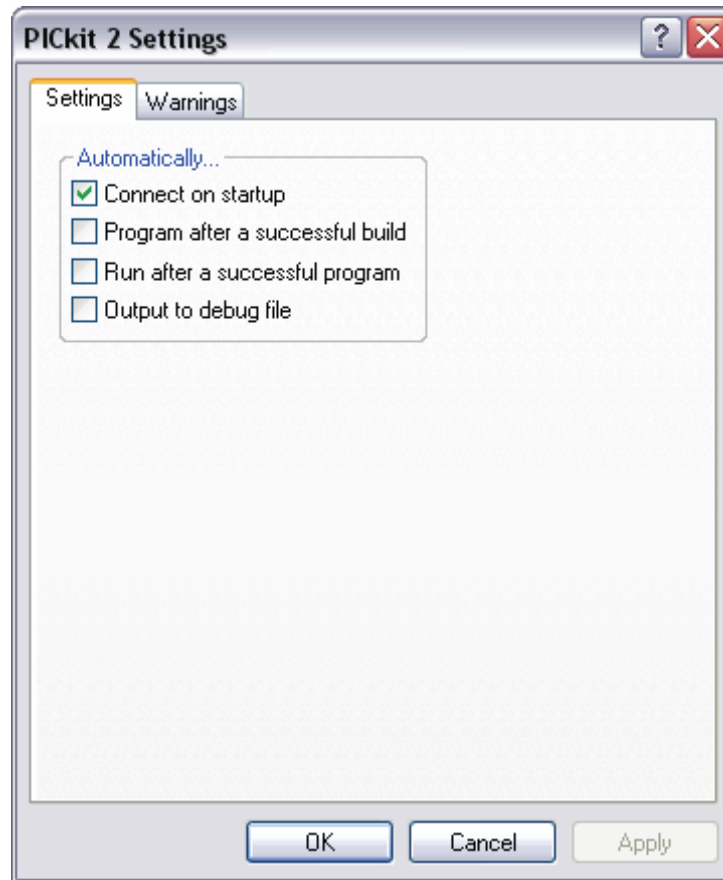 PICkit 2 Settings
Settings
Warnings
Automatically...
Connect on startup
Program after a successful build
Run after a successful program
Output to debug file
OK
Cancel
Apply